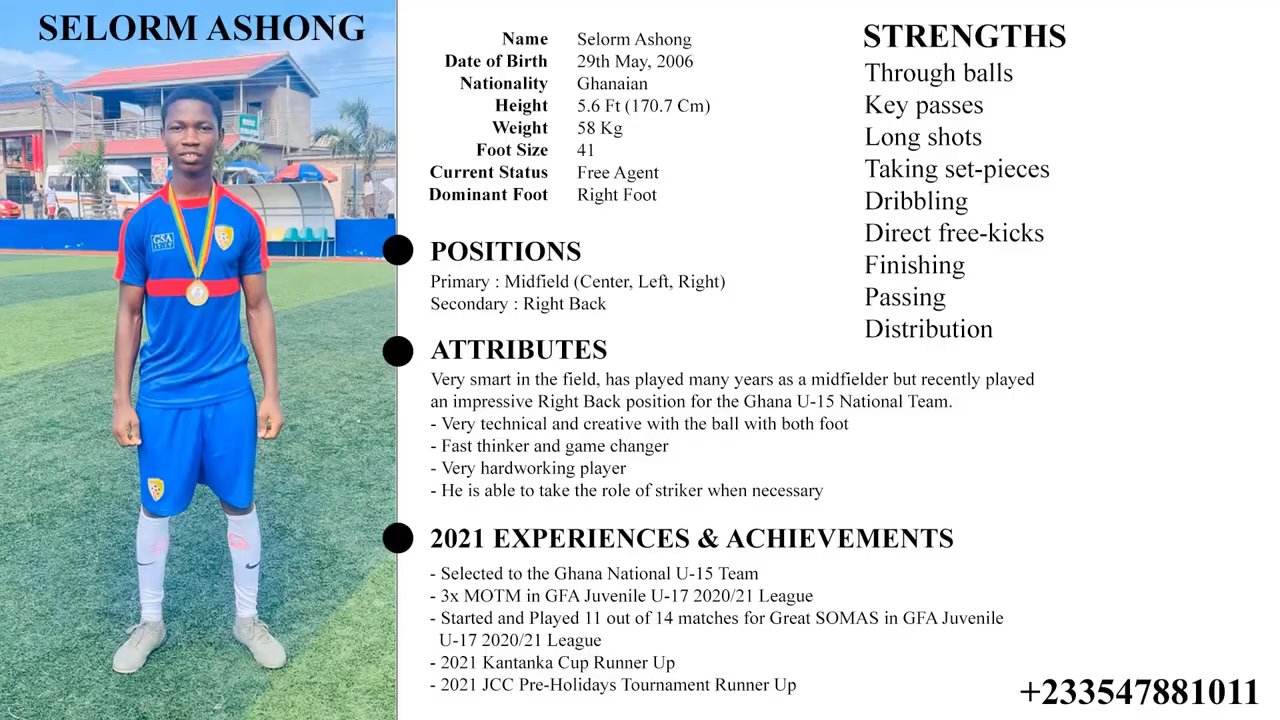 SELORM ASHONG
Name Selorm Ashong
Date of Birth 29th May, 2006
Nationality Ghanaian
Height 5.6 Ft (170.7 Cm)
Weight 58 Kg
Foot Size 41
Current Status Free Agent
Dominant Foot Right Foot
POSITIONS
Primary : Midfield (Center, Left, Right)
Secondary : Right Back
ATTRIBUTES
Very smart in the field, has played many years as a midfielder but recently played
an impressive Right Back position for the Ghana U-15 National Team.
- Very technical and creative with the ball with both foot
- Fast thinker and game changer
- Very hardworking player
- He is able to take the role of striker when necessary
2021 EXPERIENCES & ACHIEVEMENTS
- Selected to the Ghana National U-15 Team
- 3x MOTM in GFA Juvenile U-17 2020/21 League
- Started and Played 11 out of 14 matches for Great SOMAS in GFA Juvenile
U-17 2020/21 League
- 2021 Kantanka Cup Runner Up
- 2021 JCC Pre-Holidays Tournament Runner Up
STRENGTHS
Through balls
Key passes
Long shots
Taking set-pieces
Dribbling
Direct free-kicks
Finishing
Passing
Distribution
+233547881011
GSA